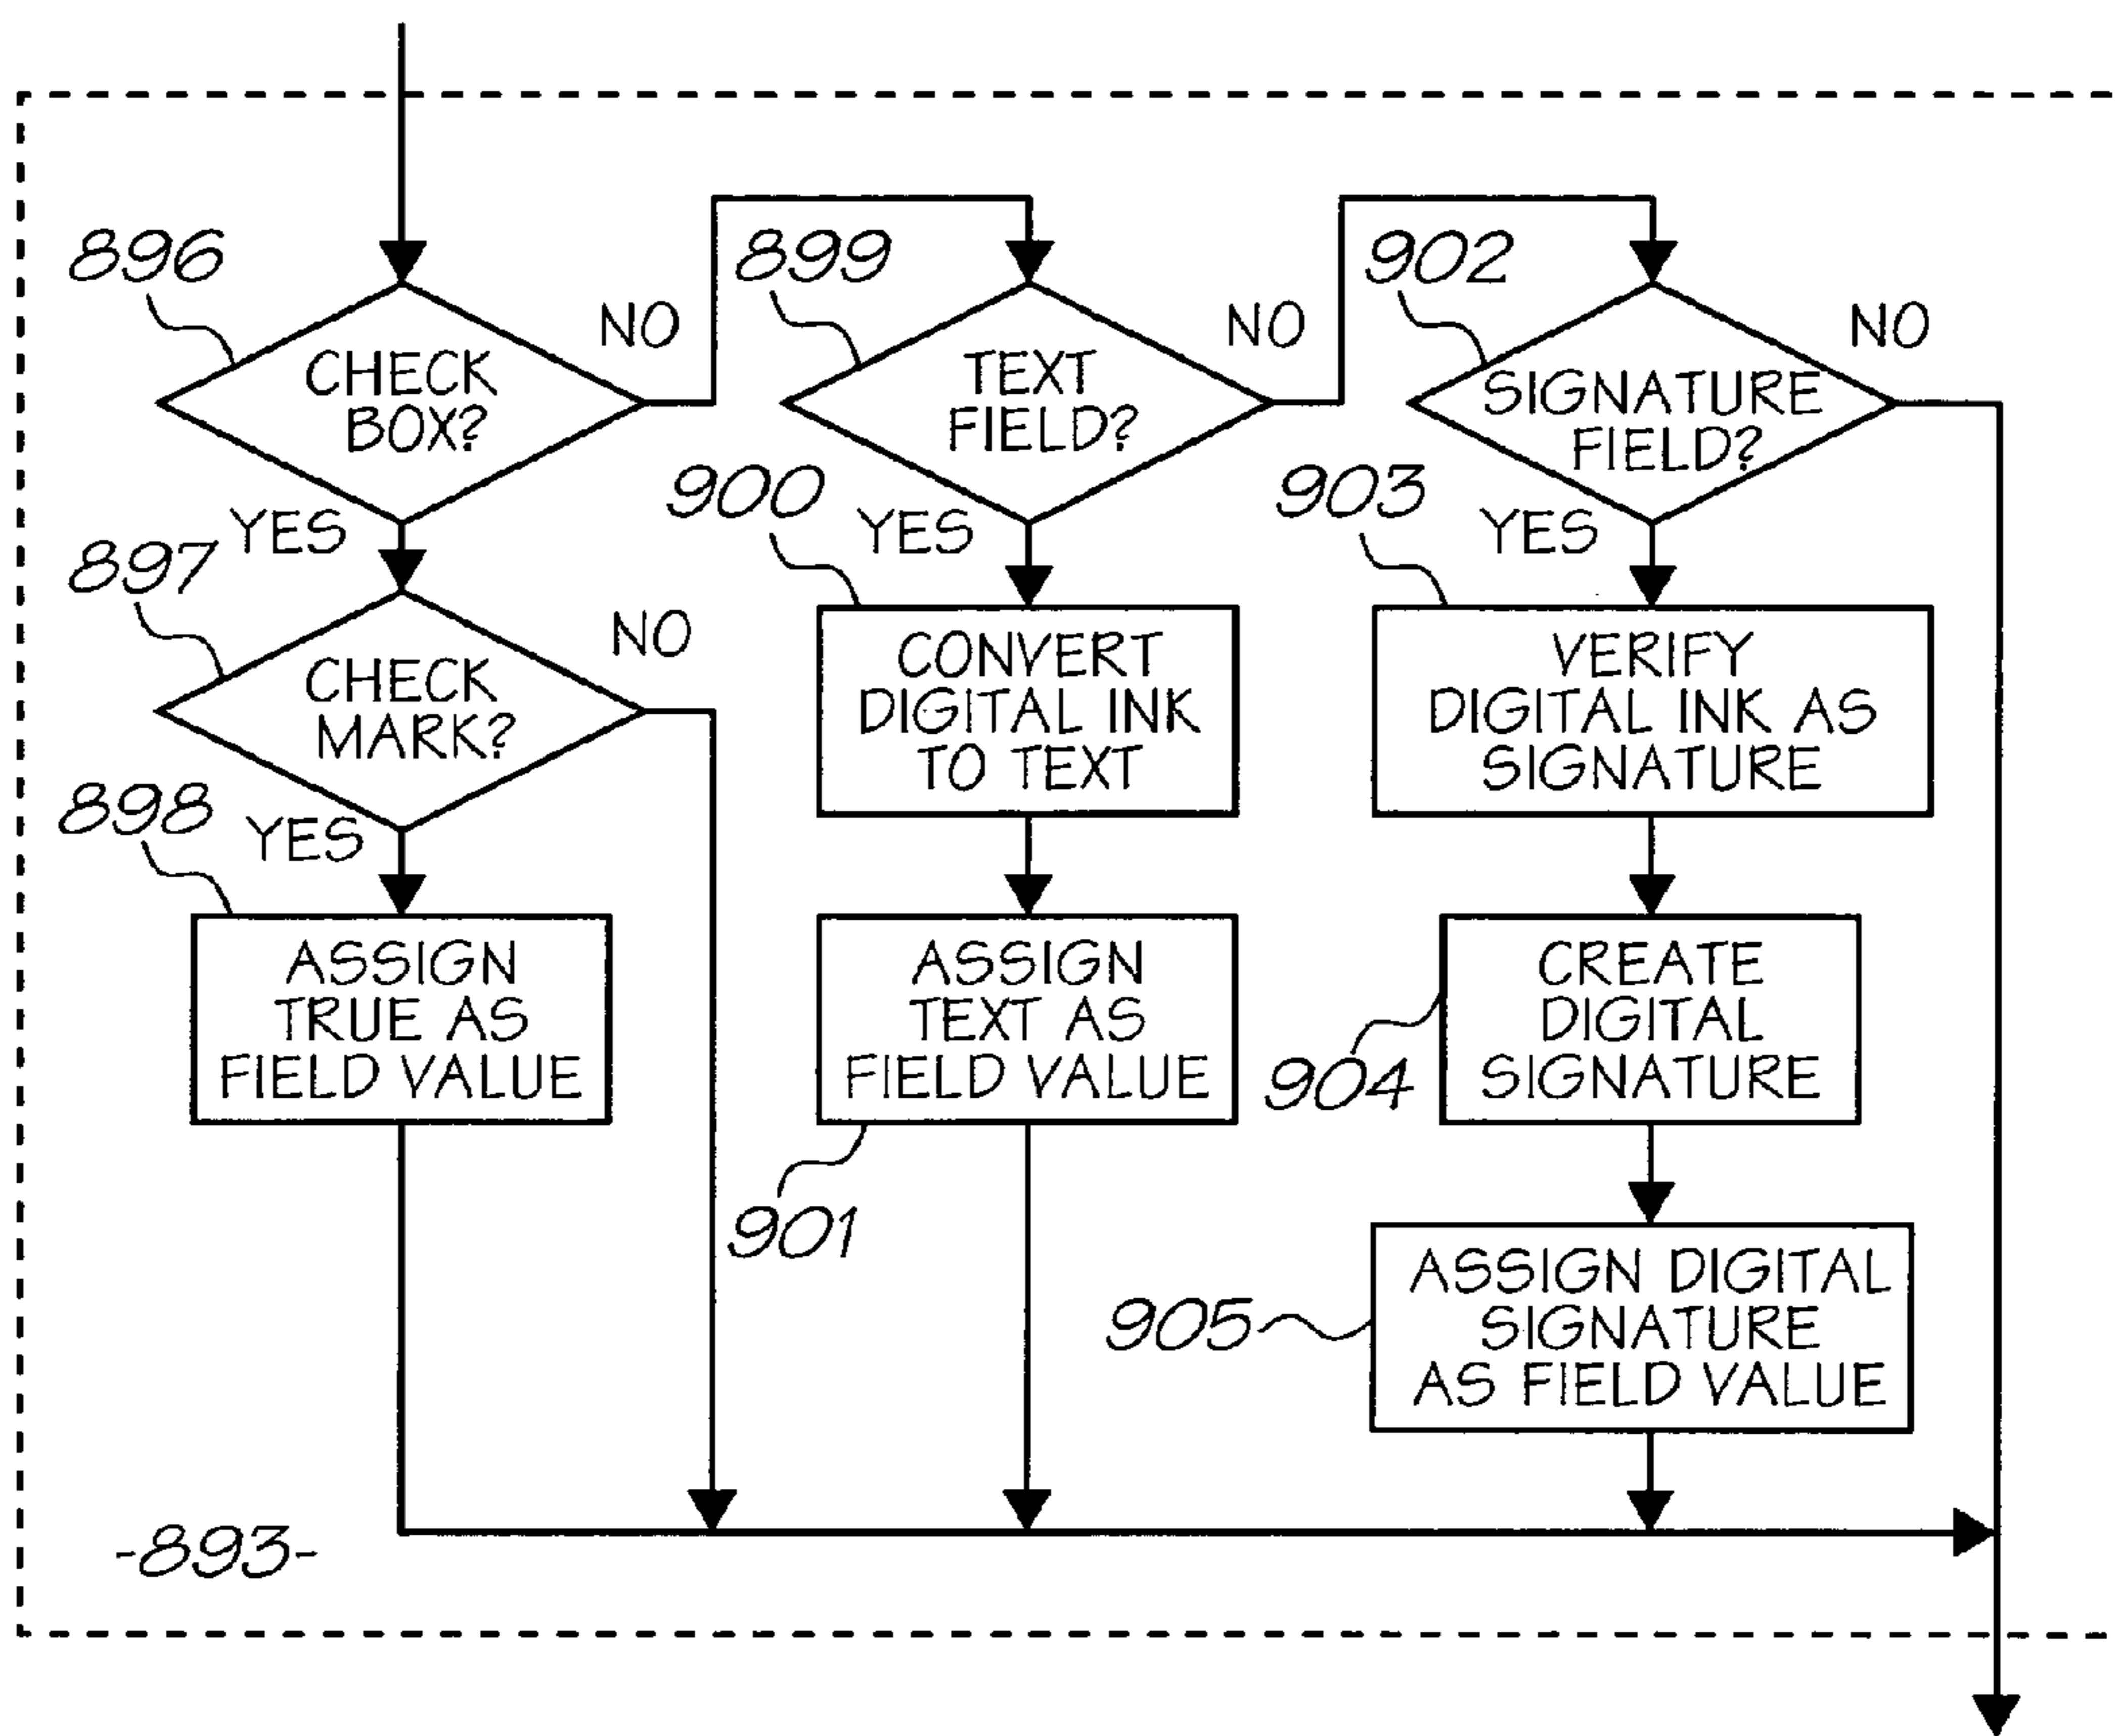 896
CHECK
BOX?
NO
YES
897
CHECK
MARK?
NO
YES
898
ASSIGN
TRUE AS
FIELD VALUE
899
TEXT
FIELD?
NO
YES
900
CONVERT
DIGITAL INK
TO TEXT
ASSIGN
TEXT AS
FIELD VALUE
901
902
SIGNATURE
FIELD?
NO
YES
903
VERIFY
DIGITAL INK AS
SIGNATURE
CREATE
DIGITAL
SIGNATURE
904
ASSIGN DIGITAL
SIGNATURE
AS FIELD VALUE
905
-893-